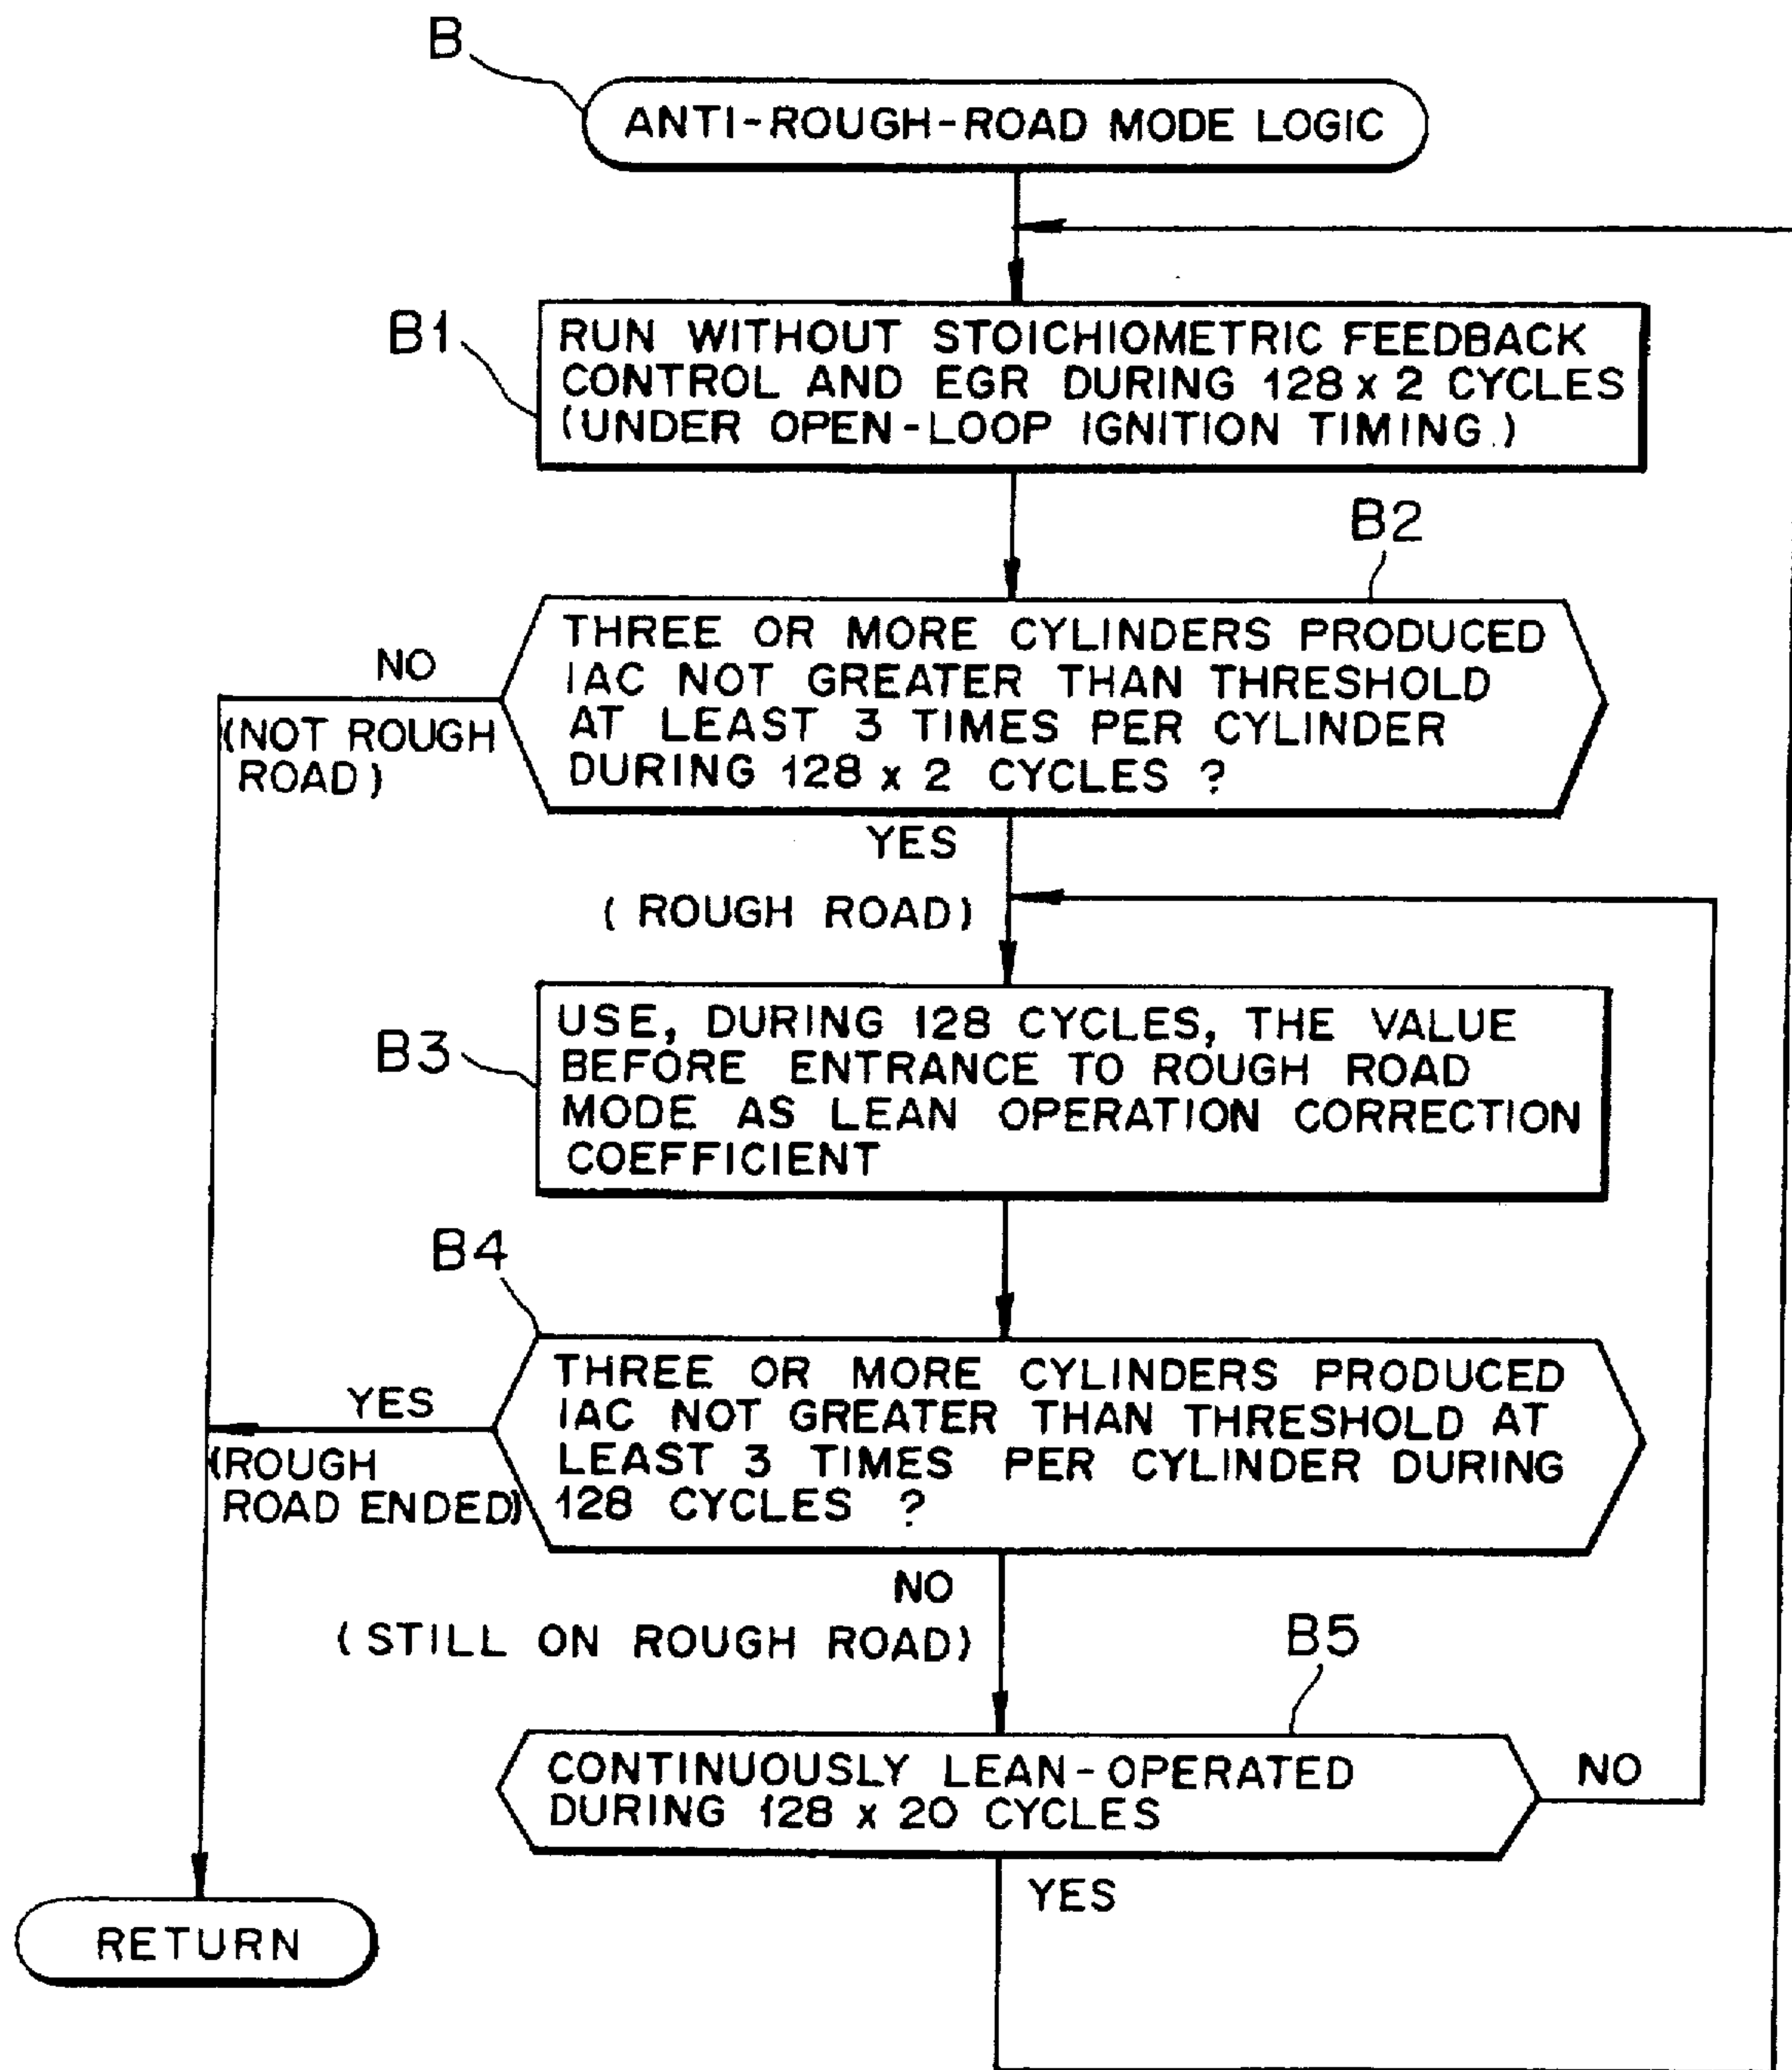 B
ANTI-ROUGH-ROAD MODE LOGIC
B1
RUN WITHOUT STOICHIOMETRIC FEEDBACK
CONTROL AND EGR DURING 128 x 2 CYCLES
(UNDER OPEN-LOOP IGNITION TIMING.)
B2
THREE OR MORE CYLINDERS PRODUCED
IAC NOT GREATER THAN THRESHOLD
AT LEAST 3 TIMES PER CYLINDER
DURING 128 x 2 CYCLES ?
NO
(NOT ROUGH
ROAD)
YES
(ROUGH ROAD)
B3
USE, DURING 128 CYCLES, THE VALUE
BEFORE ENTRANCE TO ROUGH ROAD
MODE AS LEAN OPERATION CORRECTION
COEFFICIENT
B4
THREE OR MORE CYLINDERS PRODUCED
IAC NOT GREATER THAN THRESHOLD AT
LEAST 3 TIMES PER CYLINDER DURING
128 CYCLES ?
YES
(ROUGH
ROAD ENDED)
NO
(STILL ON ROUGH ROAD)
B5
CONTINUOUSLY LEAN-OPERATED
DURING 128 x 20 CYCLES
NO
YES
RETURN